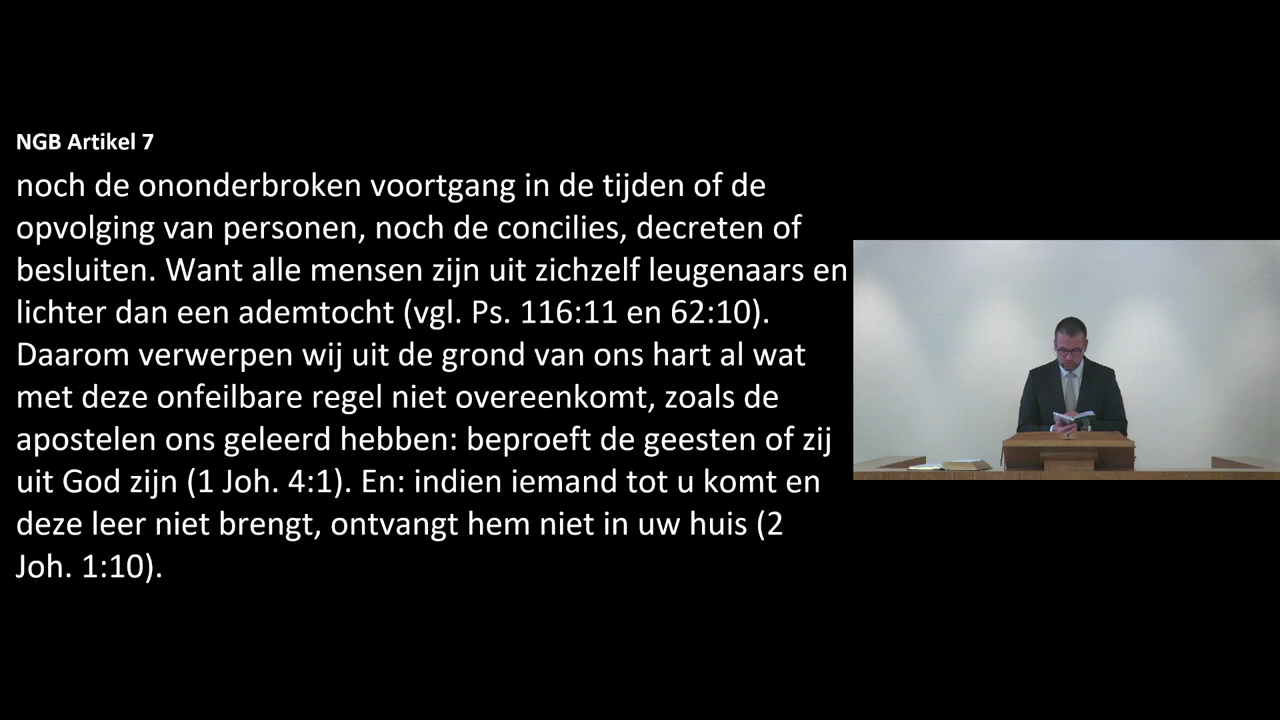 NGB Artikel 7
noch de ononderbroken voortgang in de tijden of de
opvolging van personen, noch de concilies, decreten of
besluiten. Want alle mensen zijn uit zichzelf leugenaars en
lichter dan een ademtocht (vgl. Ps. 116:11 en 62:10).
Daarom verwerpen wij uit de grond van ons hart al wat
met deze onfeilbare regel niet overeenkomt, zoals de
apostelen ons geleerd hebben: beproeft de geesten of zij
uit God zijn (1 Joh. 4:1). En: indien iemand tot u komt en
deze leer niet brengt, ontvangt hem niet in uw huis (2
Joh. 1:10).